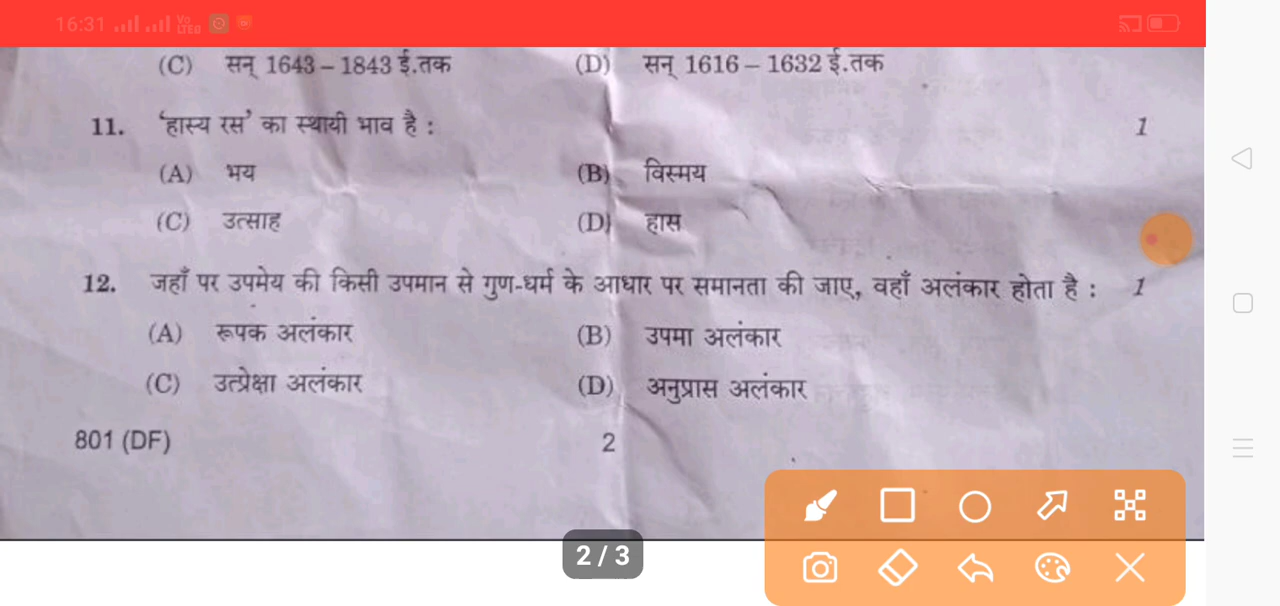 16:31 Vo LTE
(C) सन् 1643 – 1843 ई.तक (D) सन् 1616 – 1632 ई.तक
11. 'हास्य रस' का स्थायी भाव है : 1
(A) भय (B) विस्मय
(C) उत्साह (D) हास
12. जहाँ पर उपमेय की किसी उपमान से गुण-धर्म के आधार पर समानता की जाए, वहाँ अलंकार होता है : 1
(A) रूपक अलंकार (B) उपमा अलंकार
(C) उत्प्रेक्षा अलंकार (D) अनुप्रास अलंकार
801 (DF) 2
2 / 3